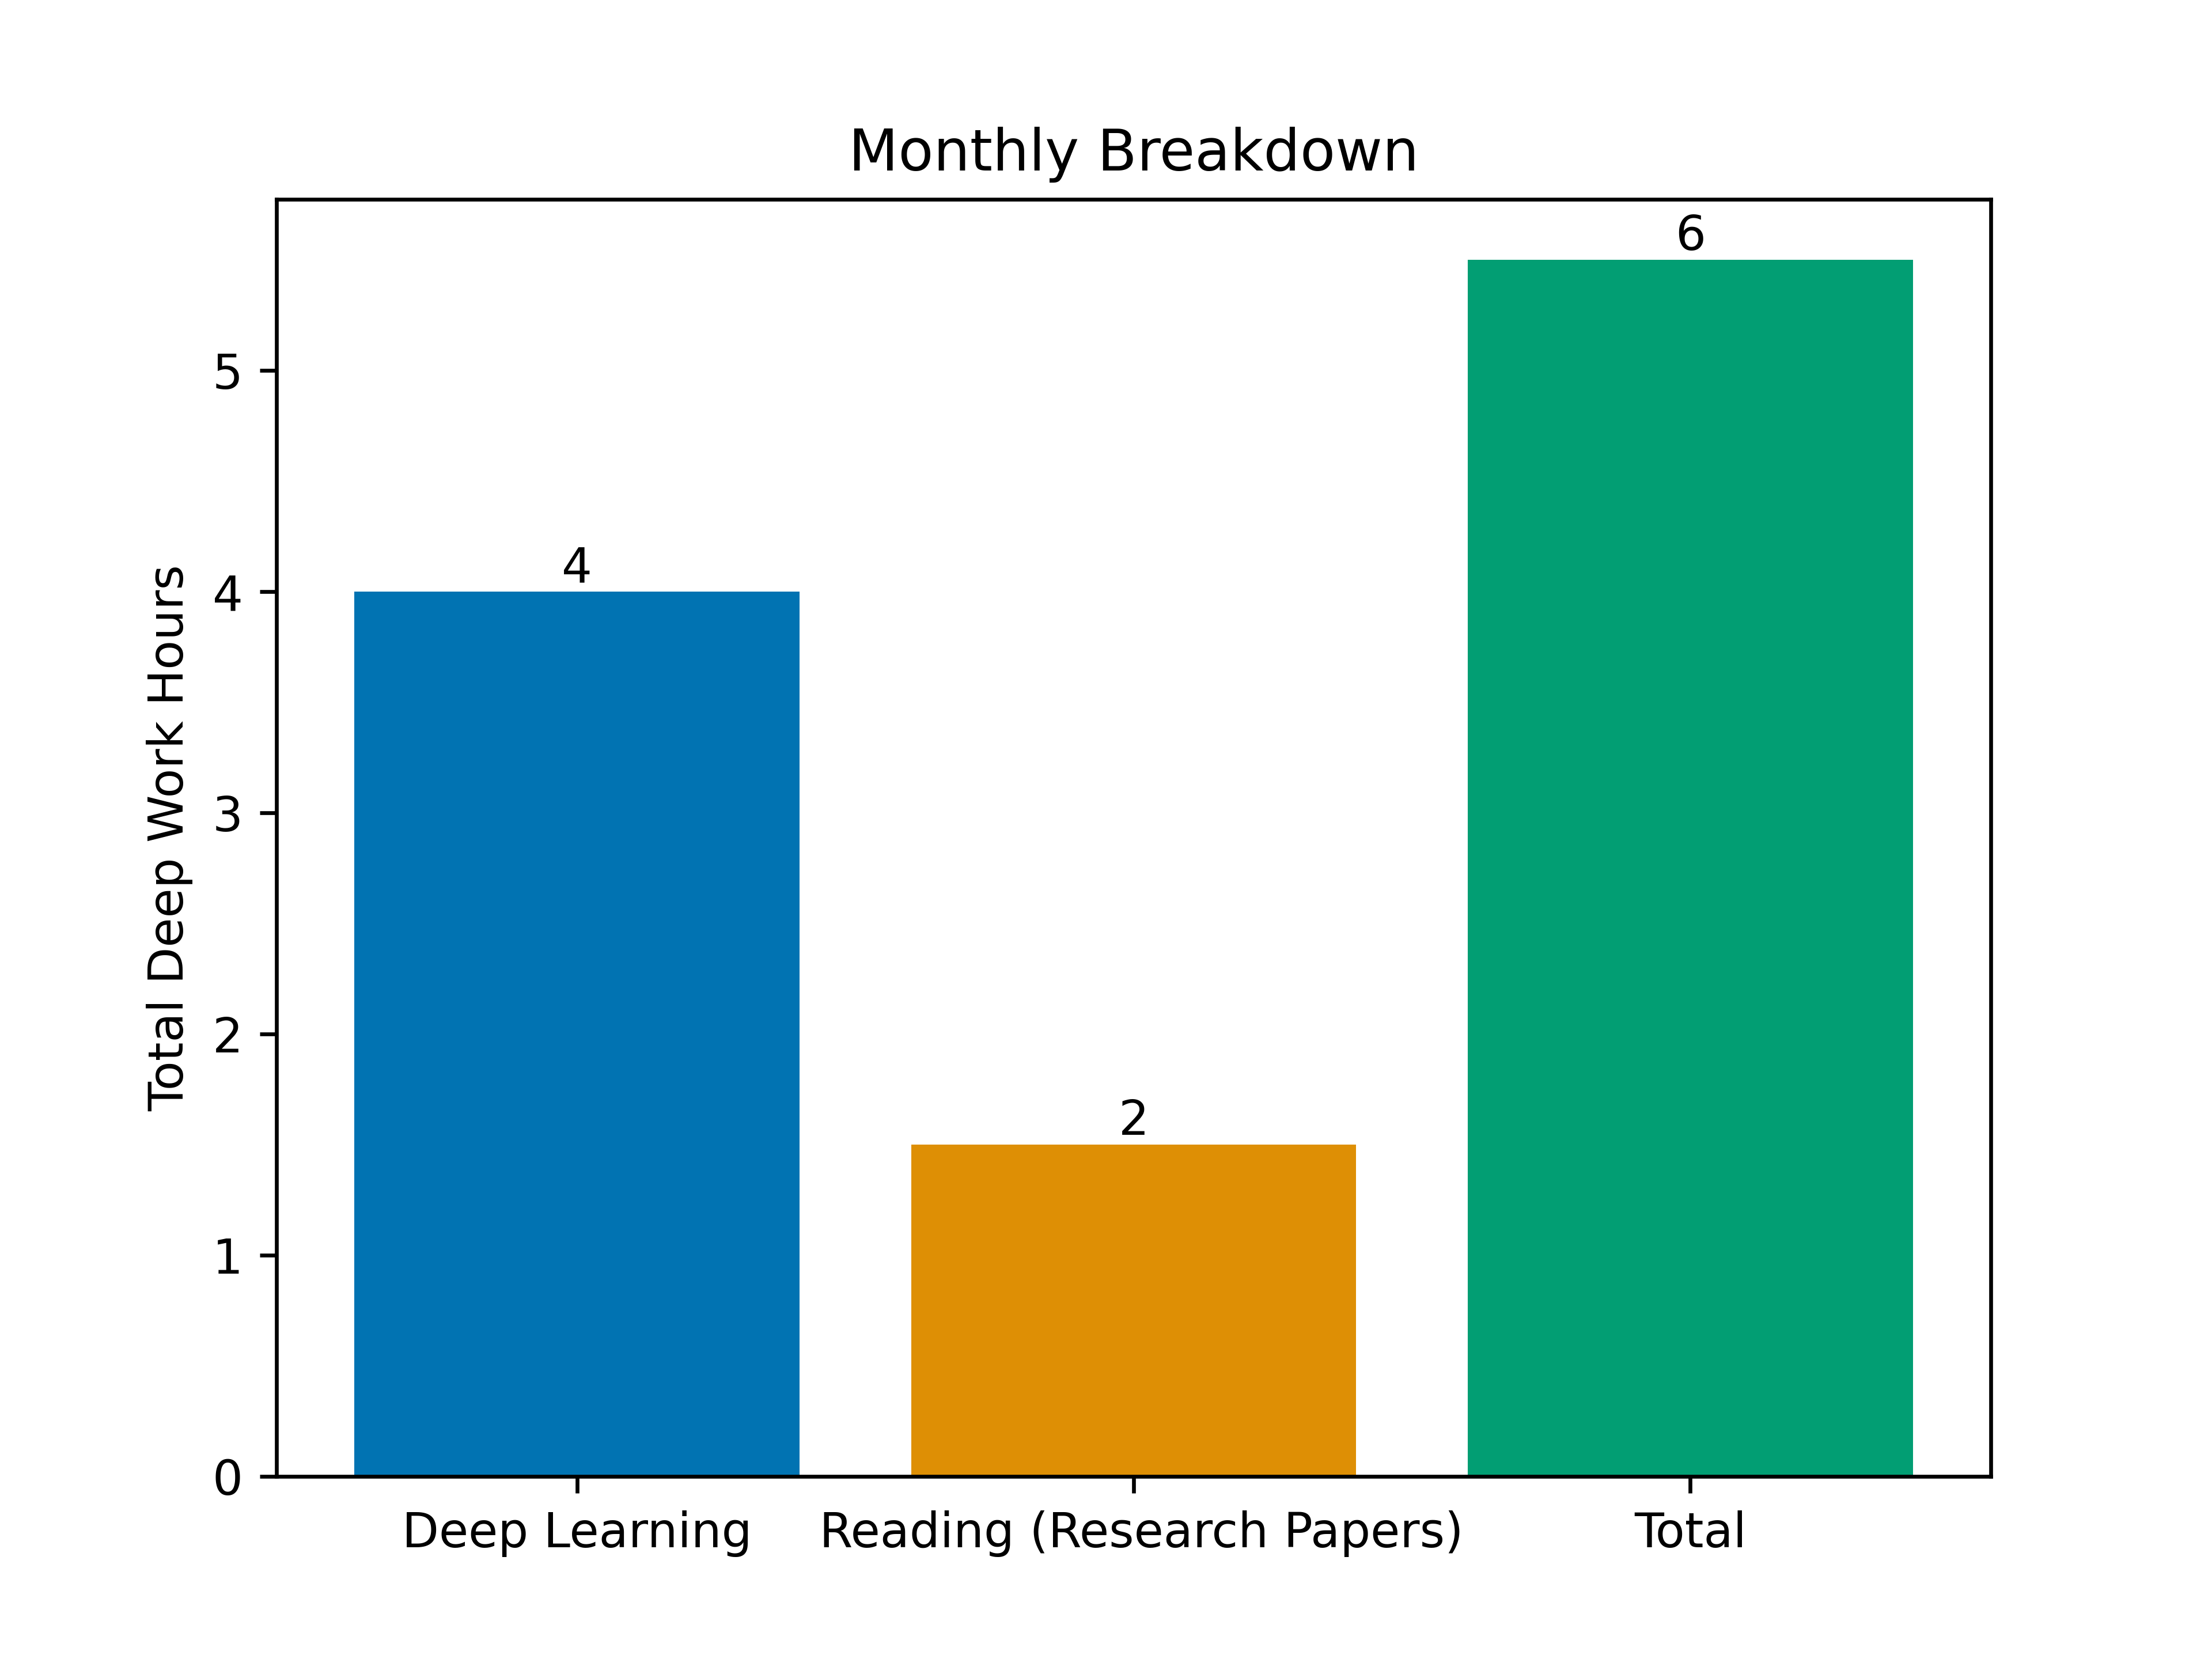 Monthly Breakdown
6
5
4
4
3
2
2
1
0
Total Deep Work Hours
Deep Learning
Reading (Research Papers)
Total